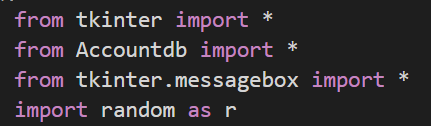 from tkinter import *
from Accountdb import *
from tkinter.messagebox import *
import random as r